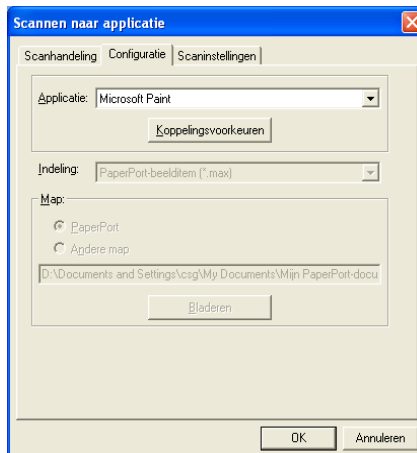 Scannen naar applicatie
Scanhandeling Configuratie Scaninstellingen
Applicatie: Microsoft Paint
Koppelingsvoorkeuren
Indeling: PaperPort-beelditem (*.max)
Map:
PaperPort
Andere map
D:\Documents and Settings\csg\My Documents\Mijn PaperPort-docu
Bladeren
OK Annuleren